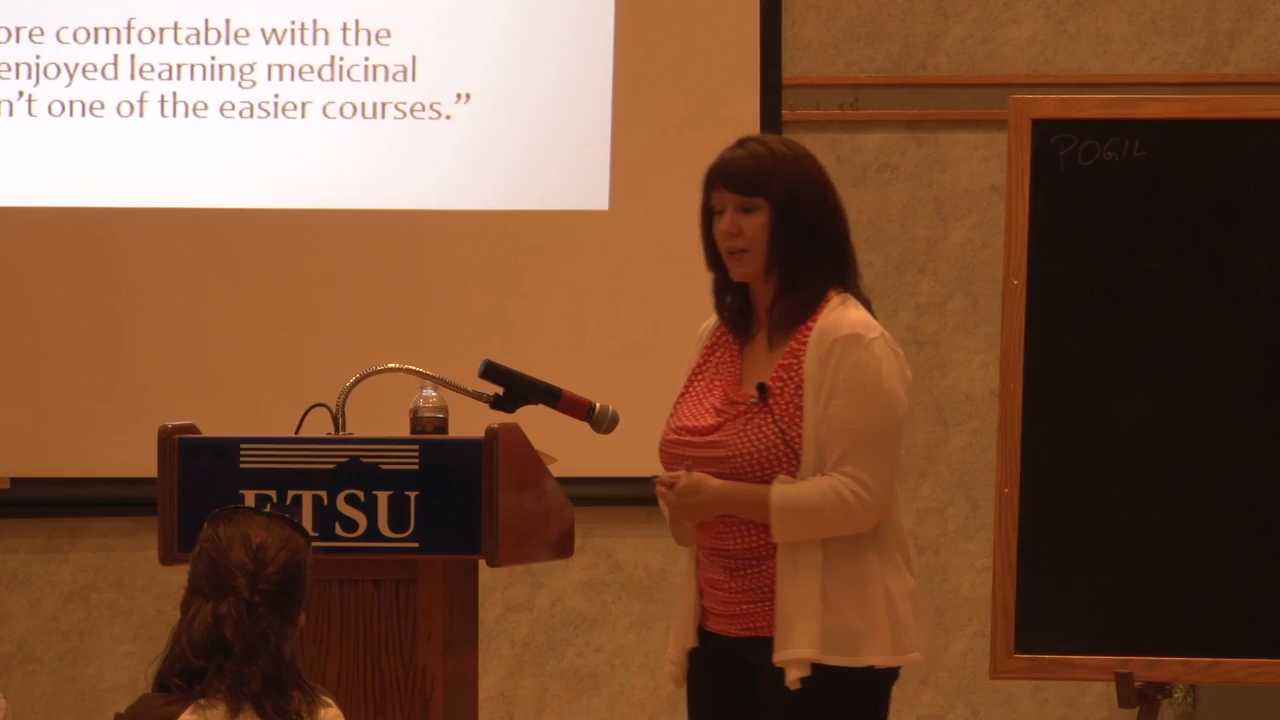 ore comfortable with the
enjoyed learning medicinal
n't one of the easier courses.”
POGIL
ETSU